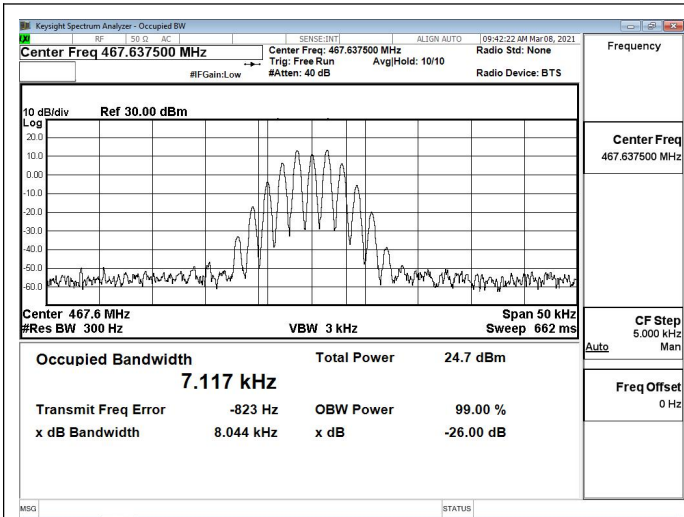 Keysight Spectrum Analyzer - Occupied BW
RF 50 Ω AC SENSE:INT ALIGN AUTO 09:42:22 AM Mar 08, 2021
Center Freq 467.637500 MHz
Center Freq: 467.637500 MHz
Radio Std: None
Trig: Free Run Avg|Hold: 10/10
#IFGain:Low
#Atten: 40 dB
Radio Device: BTS
Frequency
10 dB/div Ref 30.00 dBm
Log
20.0
10.0
0.00
-10.0
-20.0
-30.0
-40.0
-50.0
-60.0
Center 467.6 MHz
Span 50 kHz
#Res BW 300 Hz
VBW 3 kHz
Sweep 662 ms
Center Freq
467.637500 MHz
CF Step
5.000 kHz
Auto Man
Freq Offset
0 Hz
Occupied Bandwidth
7.117 kHz
Total Power 24.7 dBm
Transmit Freq Error -823 Hz
OBW Power 99.00 %
x dB Bandwidth 8.044 kHz
x dB -26.00 dB
MSG
STATUS